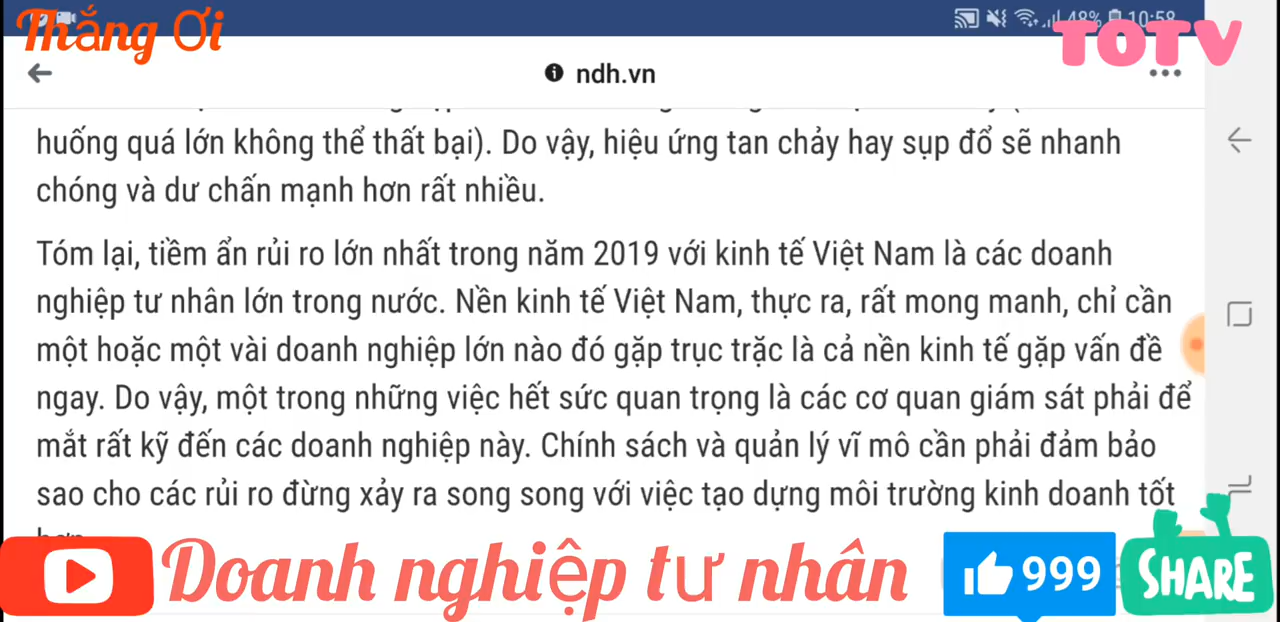 Thắng Ơi
48% 10:58
TOTV
ndh.vn
huống quá lớn không thể thất bại). Do vậy, hiệu ứng tan chảy hay sụp đổ sẽ nhanh
chóng và dư chấn mạnh hơn rất nhiều.
Tóm lại, tiềm ẩn rủi ro lớn nhất trong năm 2019 với kinh tế Việt Nam là các doanh
nghiệp tư nhân lớn trong nước. Nền kinh tế Việt Nam, thực ra, rất mong manh, chỉ cần
một hoặc một vài doanh nghiệp lớn nào đó gặp trục trặc là cả nền kinh tế gặp vấn đề
ngay. Do vậy, một trong những việc hết sức quan trọng là các cơ quan giám sát phải để
mắt rất kỹ đến các doanh nghiệp này. Chính sách và quản lý vĩ mô cần phải đảm bảo
sao cho các rủi ro đừng xảy ra song song với việc tạo dựng môi trường kinh doanh tốt
Doanh nghiệp tư nhân
999
SHARE